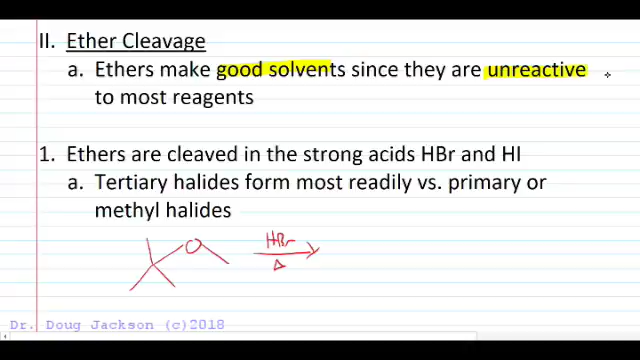 II. Ether Cleavage
a. Ethers make good solvents since they are unreactive
to most reagents
1. Ethers are cleaved in the strong acids HBr and HI
a. Tertiary halides form most readily vs. primary or
methyl halides
O
HBr
Δ
Dr. Doug Jackson (c)2018